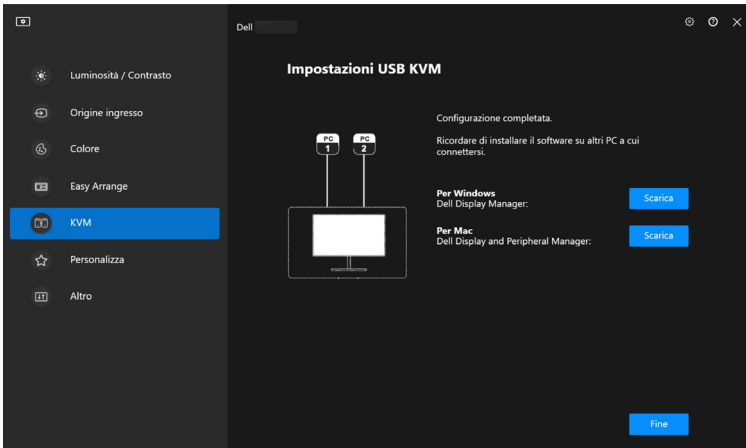 Dell
Luminosità / Contrasto
Origine ingresso
Colore
Easy Arrange
KVM
Personalizza
Altro
Impostazioni USB KVM
PC
1
PC
2
Configurazione completata.
Ricordare di installare il software su altri PC a cui
connettersi.
Per Windows
Dell Display Manager:
Scarica
Per Mac
Dell Display and Peripheral Manager:
Scarica
Fine